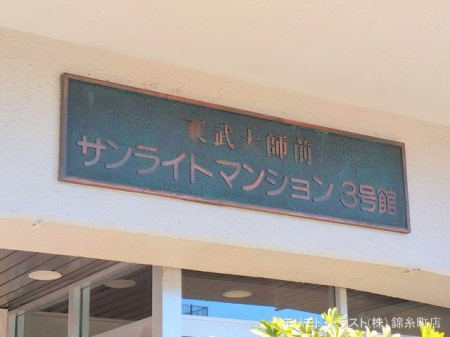 東武大師前
サンライトマンション 3号館
(株) 錦糸町店